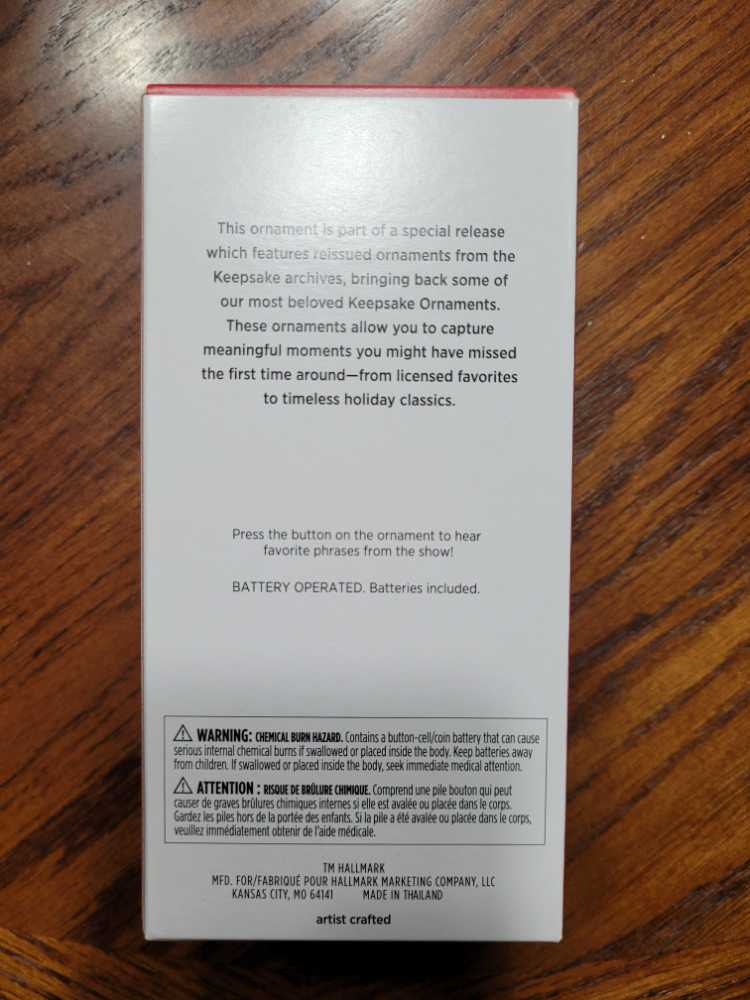 This ornament is part of a special release
which features reissued ornaments from the
Keepsake archives, bringing back some of
our most beloved Keepsake Ornaments.
These ornaments allow you to capture
meaningful moments you might have missed
the first time around—from licensed favorites
to timeless holiday classics.
Press the button on the ornament to hear
favorite phrases from the show!
BATTERY OPERATED. Batteries included.
WARNING: CHEMICAL BURN HAZARD. Contains a button-cell/coin battery that can cause
serious internal chemical burns if swallowed or placed inside the body. Keep batteries away
from children. If swallowed or placed inside the body, seek immediate medical attention.
ATTENTION : RISQUE DE BRÛLURE CHIMIQUE. Comprend une pile bouton qui peut
causer de graves brûlures chimiques internes si elle est avalée ou placée dans le corps.
Gardez les piles hors de la portée des enfants. Si la pile a été avalée ou placée dans le corps,
veuillez immédiatement obtenir de l'aide médicale.
TM HALLMARK
MFD. FOR/FABRIQUÉ POUR HALLMARK MARKETING COMPANY, LLC
KANSAS CITY, MO 64141 MADE IN THAILAND
artist crafted